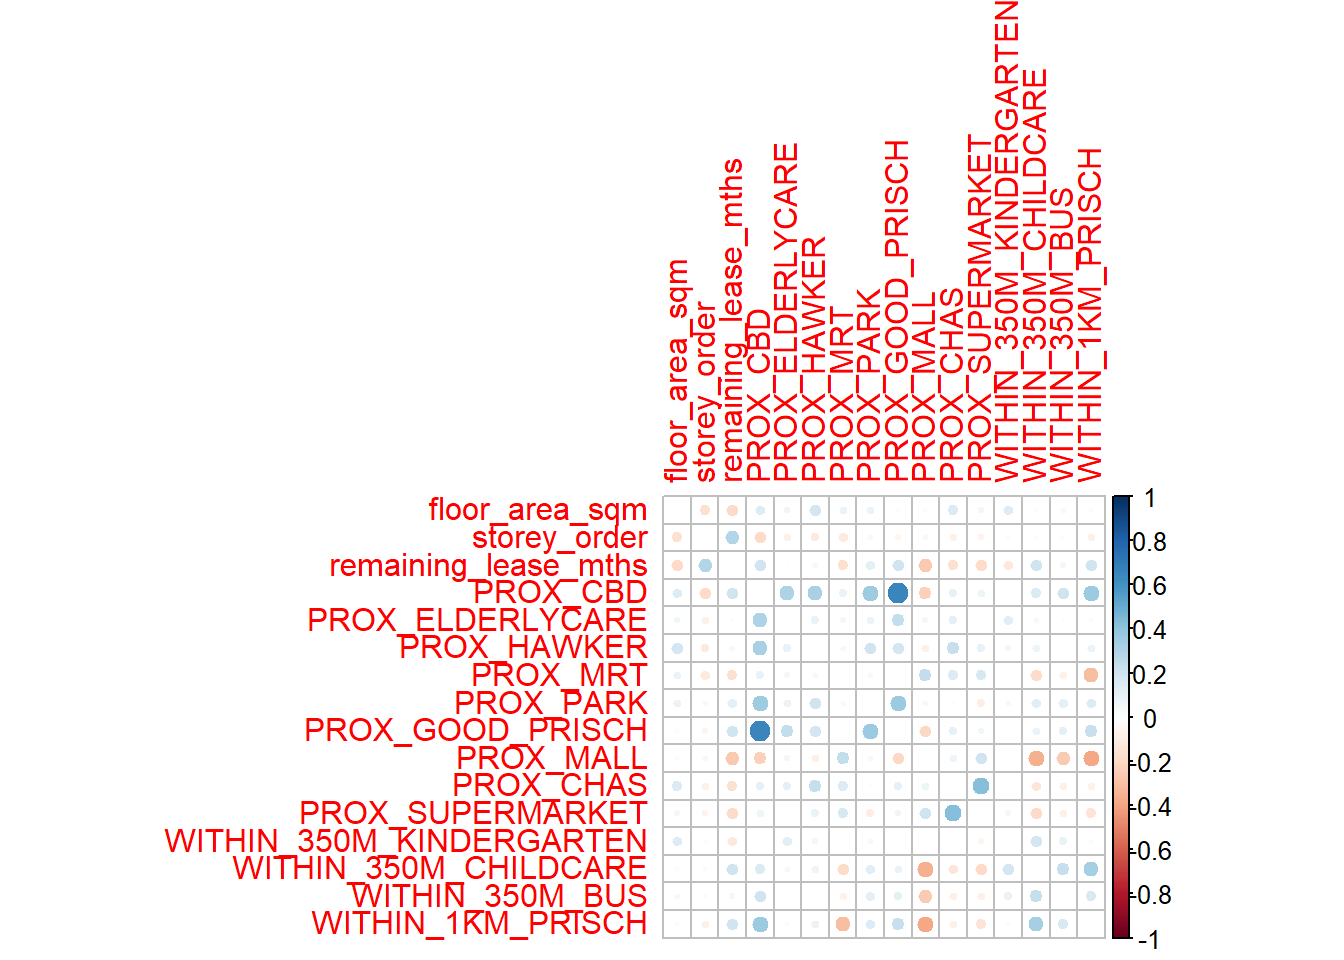 floor_area_sqm
storey_order
remaining_lease_mths
PROX_CBD
PROX_ELDERLYCARE
PROX_HAWKER
PROX_MRT
PROX_PARK
PROX_GOOD_PRISCH
PROX_MALL
PROX_CHAS
PROX_SUPERMARKET
WITHIN_350M_KINDERGARTEN
WITHIN_350M_CHILDCARE
WITHIN_350M_BUS
WITHIN_1KM_PRISCH
floor_area_sqm
storey_order
remaining_lease_mths
PROX_CBD
PROX_ELDERLYCARE
PROX_HAWKER
PROX_MRT
PROX_PARK
PROX_GOOD_PRISCH
PROX_MALL
PROX_CHAS
PROX_SUPERMARKET
WITHIN_350M_KINDERGARTEN
WITHIN_350M_CHILDCARE
WITHIN_350M_BUS
WITHIN_1KM_PRISCH
1
0.8
0.6
0.4
0.2
0
-0.2
-0.4
-0.6
-0.8
-1